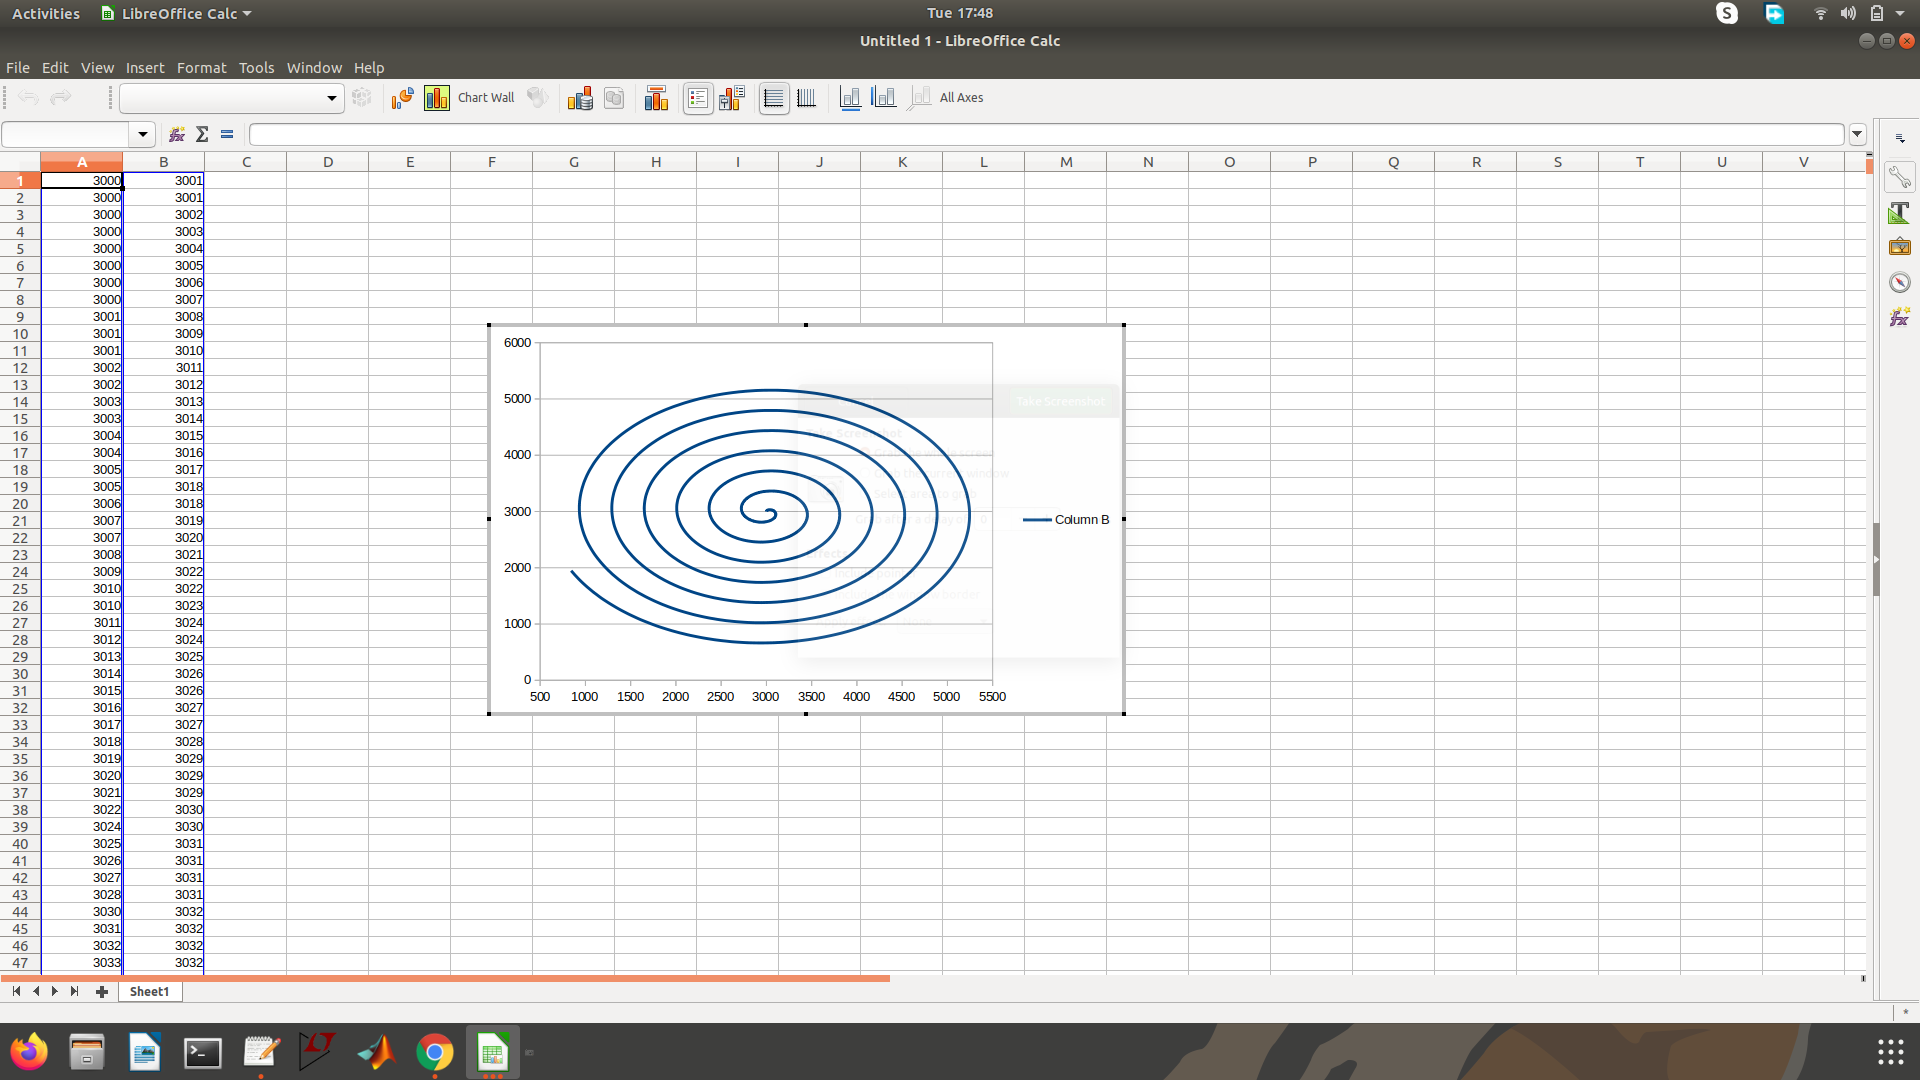 Activities LibreOffice Calc Tue 17:48
Untitled 1 - LibreOffice Calc
File Edit View Insert Format Tools Window Help
Chart Wall All Axes
A B C D E F G H I J K L M N O P Q R S T U V
1 3000 3001
2 3000 3001
3 3000 3002
4 3000 3003
5 3000 3004
6 3000 3005
7 3000 3006
8 3000 3007
9 3001 3008
10 3001 3009
11 3001 3010
12 3002 3011
13 3002 3012
14 3003 3013
15 3003 3014
16 3004 3015
17 3004 3016
18 3005 3017
19 3005 3018
20 3006 3018
21 3007 3019
22 3007 3020
23 3008 3021
24 3009 3022
25 3010 3022
26 3010 3023
27 3011 3024
28 3012 3024
29 3013 3025
30 3014 3026
31 3015 3026
32 3016 3027
33 3017 3027
34 3018 3028
35 3019 3029
36 3020 3029
37 3021 3029
38 3022 3030
39 3024 3030
40 3025 3031
41 3026 3031
42 3027 3031
43 3028 3031
44 3030 3032
45 3031 3032
46 3032 3032
47 3033 3032
6000
5000
4000
3000
2000
1000
0
500 1000 1500 2000 2500 3000 3500 4000 4500 5000 5500
Column B
Take Screenshot
Sheet1